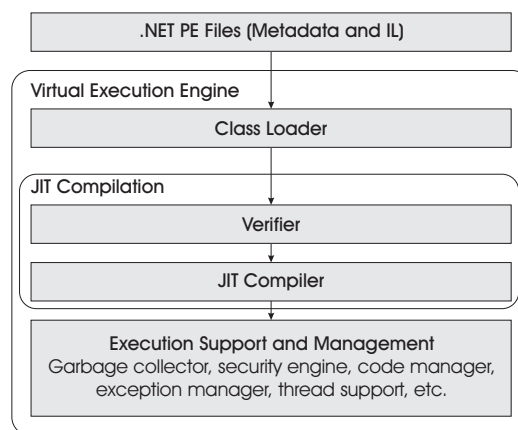 .NET PE Files (Metadata and IL)
Virtual Execution Engine
Class Loader
JIT Compilation
Verifier
JIT Compiler
Execution Support and Management
Garbage collector, security engine, code manager,
exception manager, thread support, etc.